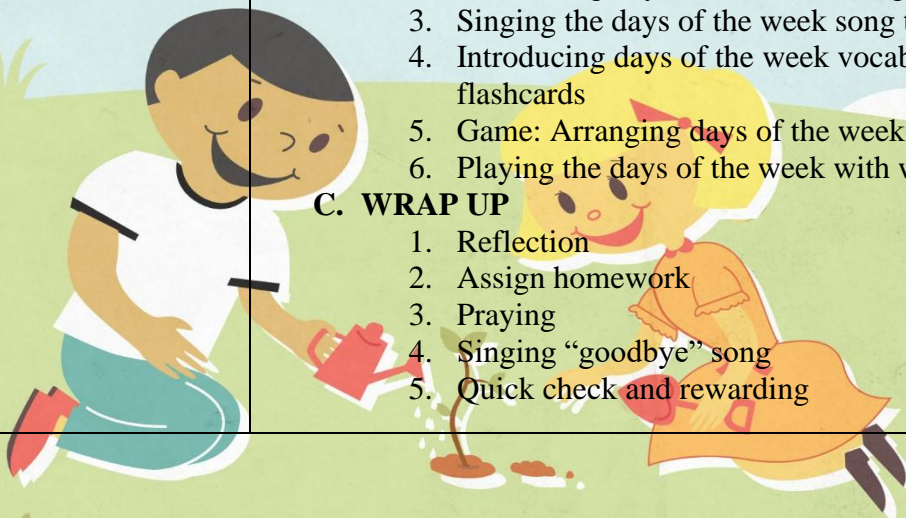 3. Singing the days of the week song
4. Introducing days of the week
flashcards
5. Game: Arranging days of the week
6. Playing the days of the week with
C. WRAP UP
1. Reflection
2. Assign homework
3. Praying
4. Singing “goodbye” song
5. Quick check and rewarding